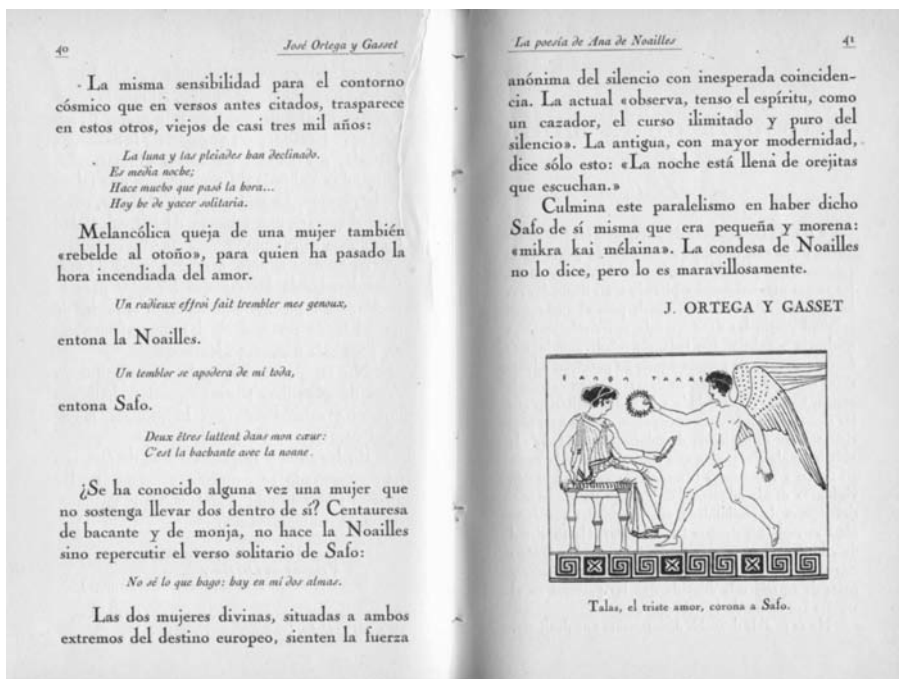 40
José Ortega y Gasset
La misma sensibilidad para el contorno
cósmico que en versos antes citados, trasparece
en estos otros, viejos de casi tres mil años:
La luna y las pleiades han declinado.
Es media noche;
Hace mucho que pasó la hora...
Hoy he de yacer solitaria.
Melancólica queja de una mujer también
«rebelde al otoño», para quien ha pasado la
hora incendiada del amor.
Un radieux effroi fait trembler mes genoux,
entona la Noailles.
Un temblor se apodera de mí toda,
entona Safo.
Deux êtres luttent dans mon cœur:
C'est la bacchante avec la nonne.
¿Se ha conocido alguna vez una mujer que
no sostenga llevar dos dentro de sí? Centauresa
de bacante y de monja, no hace la Noailles
sino repercutir el verso solitario de Safo:
No sé lo que hago: hay en mí dos almas.
Las dos mujeres divinas, situadas a ambos
extremos del destino europeo, sienten la fuerza
La poesía de Ana de Noailles
41
anónima del silencio con inesperada coinciden-
cia. La actual «observa, tenso el espíritu, como
un cazador, el curso ilimitado y puro del
silencio». La antigua, con mayor modernidad,
dice sólo esto: «La noche está llena de orejitas
que escuchan.»
Culmina este paralelismo en haber dicho
Safo de sí misma que era pequeña y morena:
«mikra kai mélaina». La condesa de Noailles
no lo dice, pero lo es maravillosamente.
J. ORTEGA Y GASSET
Talas, el triste amor, corona a Safo.